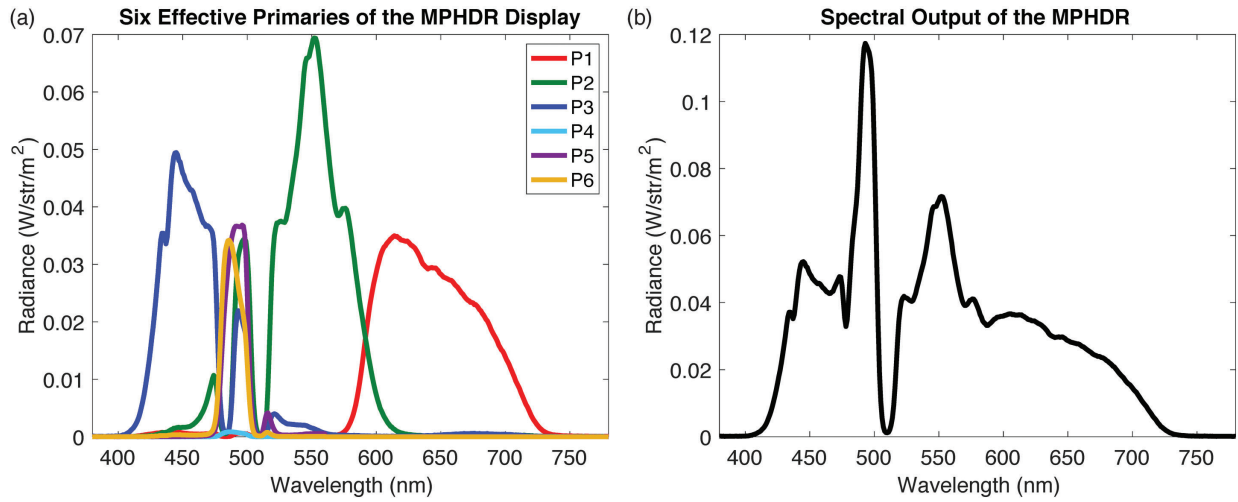 (a)
Six Effective Primaries of the MPHDR Display
0.07
0.06
0.05
0.04
0.03
0.02
0.01
0
Radiance (W/str/m²)
P1
P2
P3
P4
P5
P6
400 450 500 550 600 650 700 750
Wavelength (nm)
(b)
Spectral Output of the MPHDR
0.12
0.1
0.08
0.06
0.04
0.02
0
Radiance (W/str/m²)
400 450 500 550 600 650 700 750
Wavelength (nm)